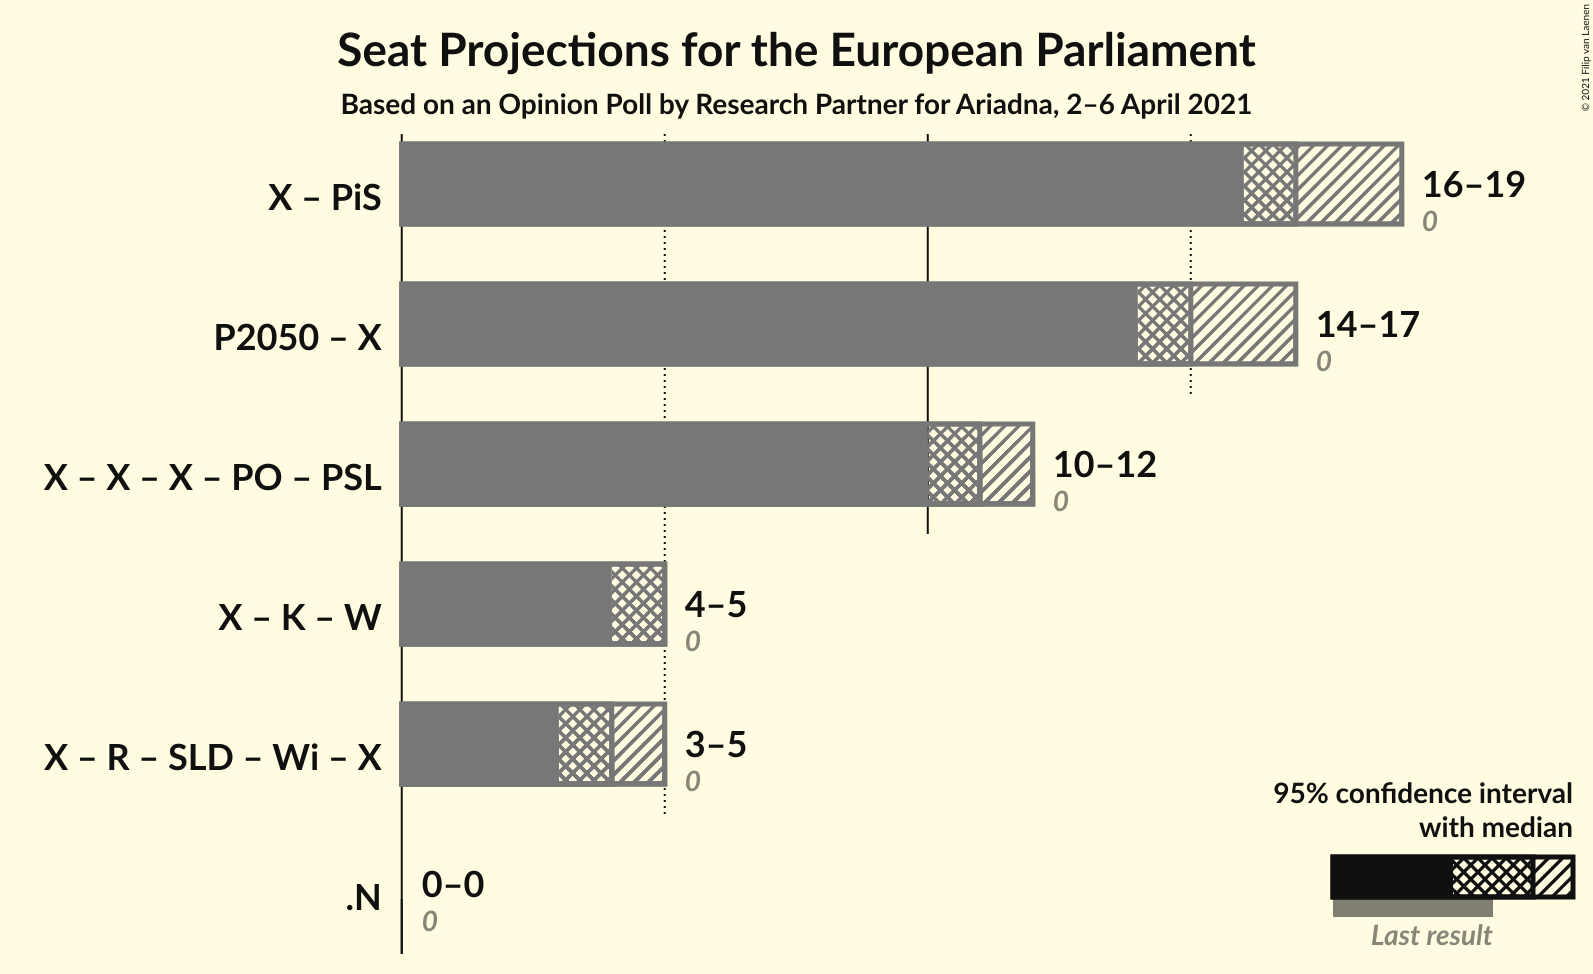 Seat Projections for the European Parliament
Based on an Opinion Poll by Research Partner for Ariadna, 2–6 April 2021
© 2021 Filip van Laenen
X – PiS
16–19
0
P2050 – X
14–17
0
X – X – X – PO – PSL
10–12
0
X – K – W
4–5
0
X – R – SLD – Wi – X
3–5
0
.N
0–0
0
95% confidence interval
with median
Last result